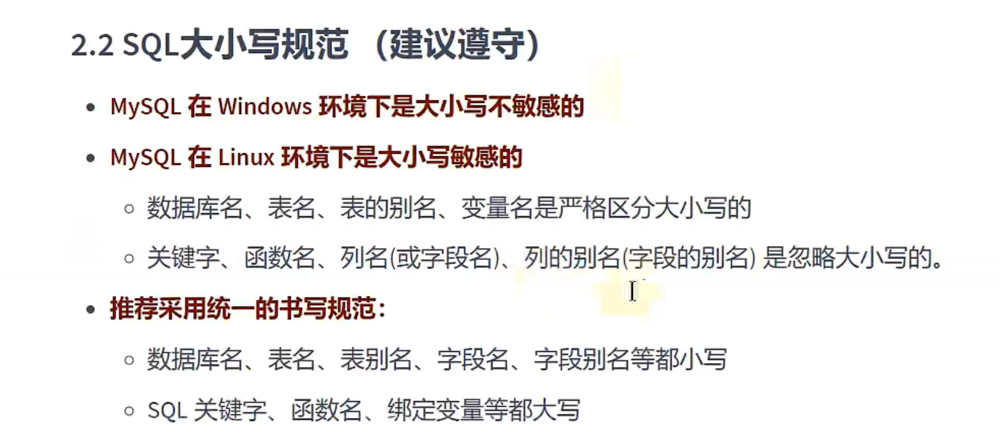 2.2 SQL大小写规范 （建议遵守）
MySQL 在 Windows 环境下是大小写不敏感的
MySQL 在 Linux 环境下是大小写敏感的
数据库名、表名、表的别名、变量名是严格区分大小写的
关键字、函数名、列名(或字段名)、列的别名(字段的别名) 是忽略大小写的。
推荐采用统一的书写规范：
数据库名、表名、表别名、字段名、字段别名等都小写
SQL 关键字、函数名、绑定变量等都大写